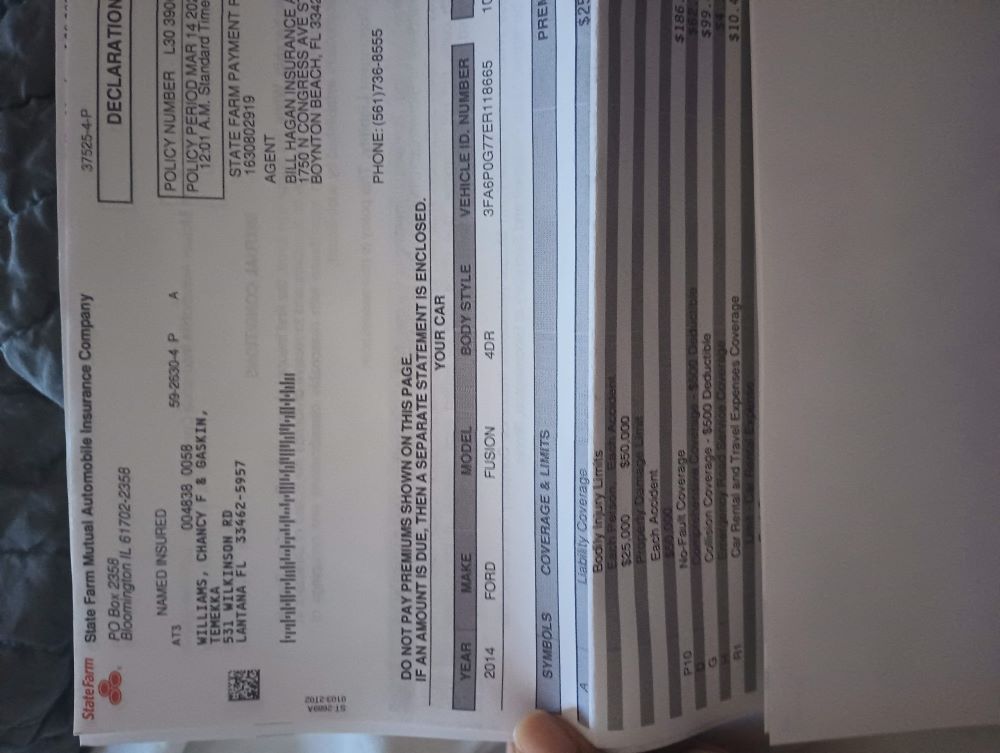 StateFarm
State Farm Mutual Automobile Insurance Company
37525-4-P
PO Box 2358
Bloomington IL 61702-2358
DECLARATION
NAMED INSURED
AT3
004838 0058
59-2630-4 P
A
WILLIAMS, CHANCY F & GASKIN,
TEMEKKA
531 WILKINSON RD
LANTANA FL 33462-5957
POLICY NUMBER L30 390
POLICY PERIOD MAR 14 202
12:01 A.M. Standard Time
STATE FARM PAYMENT P
1630802919
AGENT
BILL HAGAN INSURANCE
1750 N CONGRESS AVE S
BOYNTON BEACH, FL 3342
PHONE: (561)736-8555
ST-2609A
0103-2102
DO NOT PAY PREMIUMS SHOWN ON THIS PAGE.
IF AN AMOUNT IS DUE, THEN A SEPARATE STATEMENT IS ENCLOSED.
YOUR CAR
YEAR MAKE MODEL BODY STYLE VEHICLE ID. NUMBER
2014 FORD FUSION 4DR 3FA6P0G77ER118665 10
SYMBOLS COVERAGE & LIMITS PREM
A Liability Coverage $25
Bodily Injury Limits
Each Person, Each Accident
$25,000 $50,000
Property Damage Limit
Each Accident
$50,000
P10 No-Fault Coverage $186.
D Comprehensive Coverage - $500 Deductible $62.
G Collision Coverage - $500 Deductible $99.
H Emergency Road Service Coverage $4
R1 Car Rental and Travel Expenses Coverage $10.4
Limit - Car Rental Expense